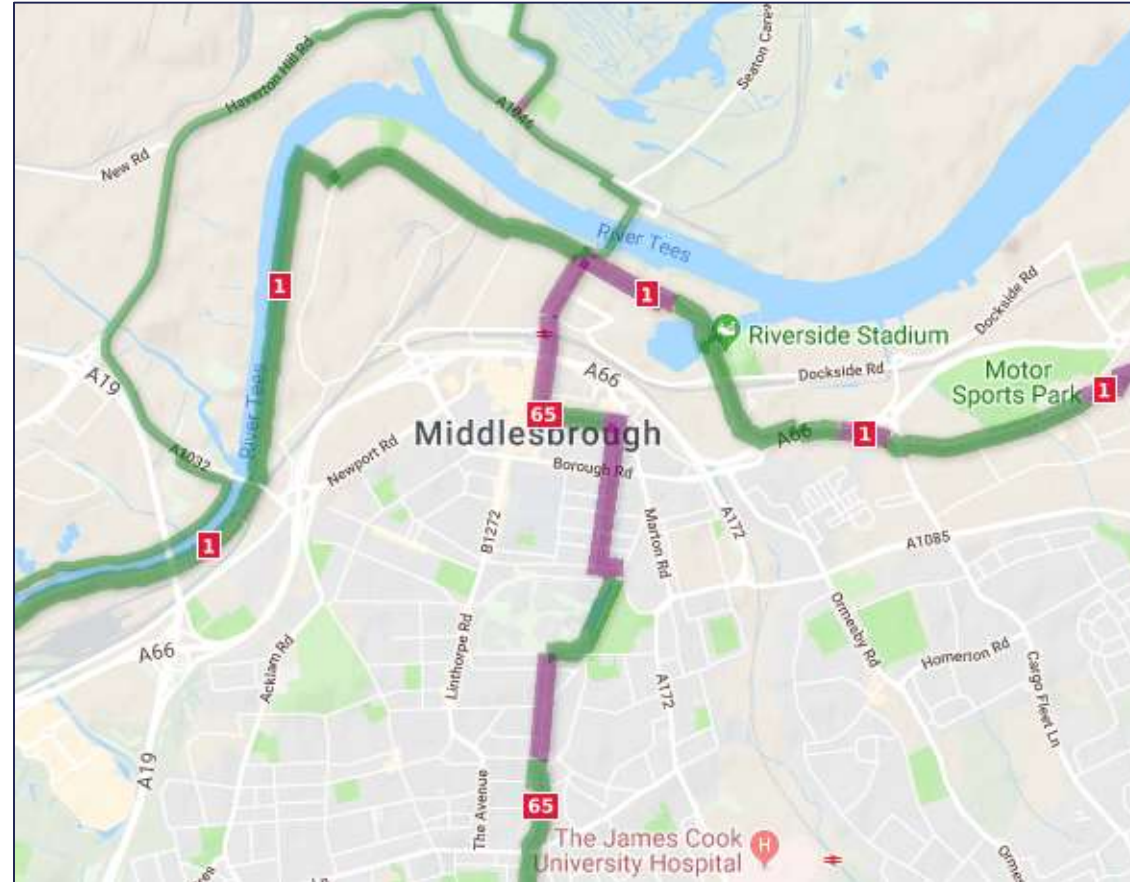 Seaton Carew
Haverton Hill Rd
A1046
New Rd
River Tees
1
1
Dockside Rd
Riverside Stadium
A66
Dockside Rd
Motor
Sports Park
1
A19
65
Middlesbrough
A66
1
River Tees
Newport Rd
Borough Rd
A1032
B1272
Marton Rd
A172
A1085
1
A66
Acklam Rd
Linthorpe Rd
Ormesby Rd
Homerton Rd
A172
Cargo Fleet Ln
A19
The Avenue
65
The James Cook
University Hospital
H